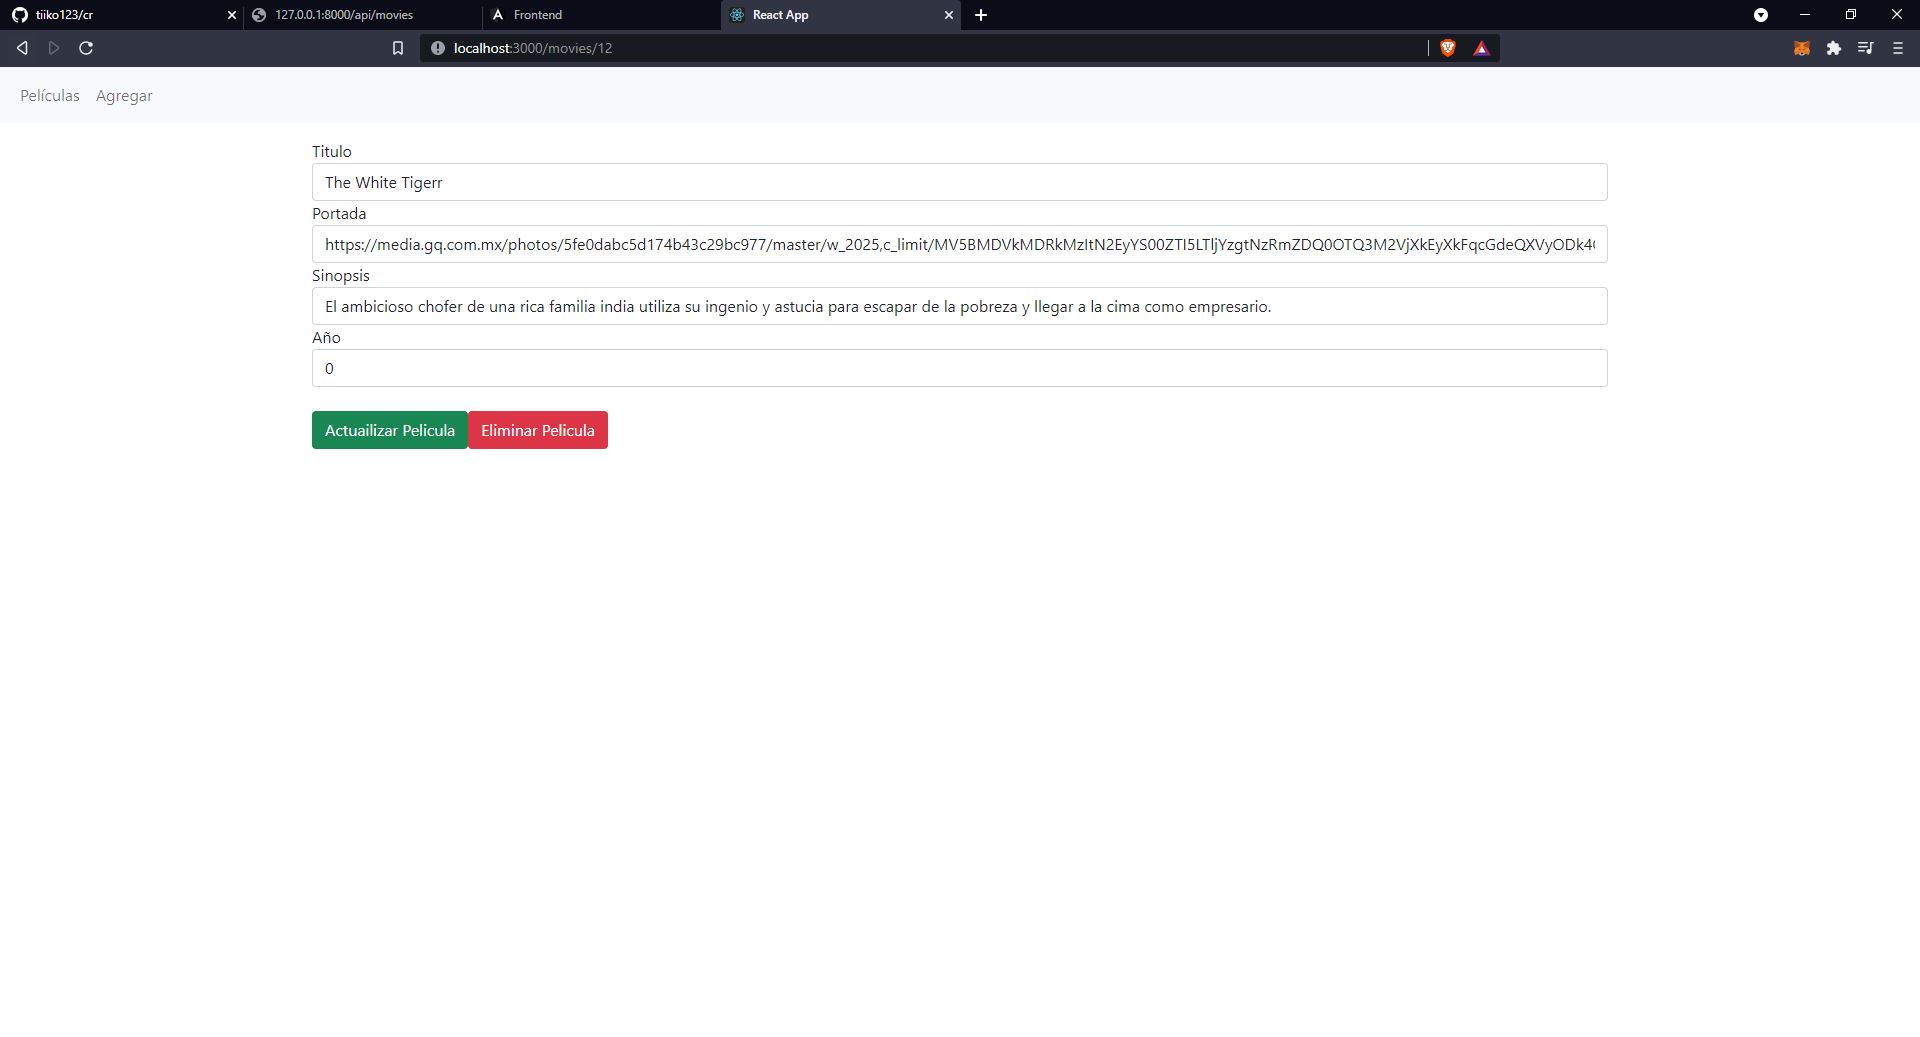 tiiko123/cr
127.0.0.1:8000/api/movies
Frontend
React App
localhost:3000/movies/12
Películas Agregar
Titulo
The White Tigerr
Portada
https://media.gq.com.mx/photos/5fe0dabc5d174b43c29bc977/master/w_2025,c_limit/MV5BMDVkMDRkMzItN2EyYS00ZTI5LTljYzgtNzRmZDQ0OTQ3M2VjXkEyXkFqcGdeQXVyODk4
Sinopsis
El ambicioso chofer de una rica familia india utiliza su ingenio y astucia para escapar de la pobreza y llegar a la cima como empresario.
Año
0
Actuailizar Pelicula Eliminar Pelicula